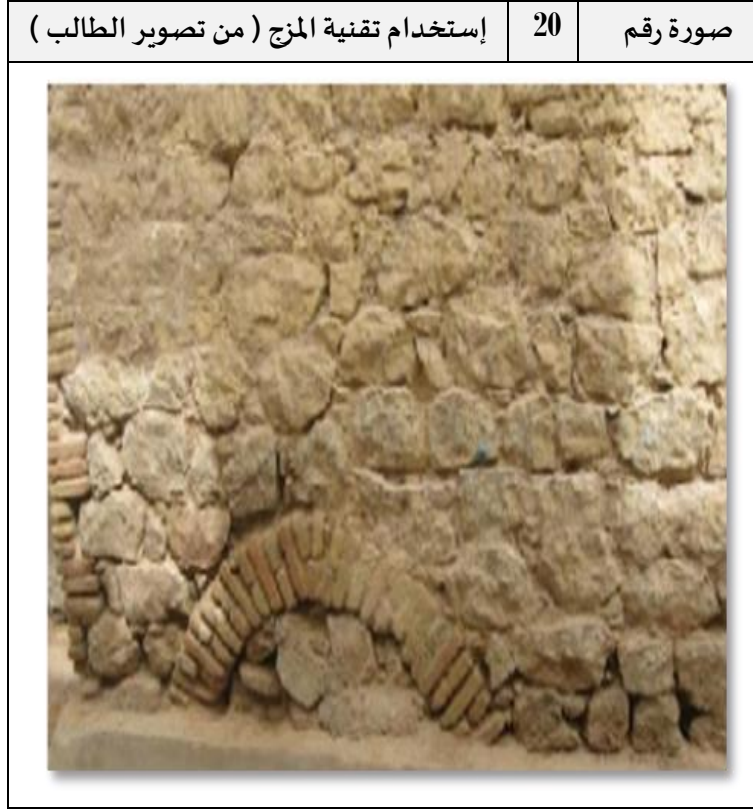 صورة رقم 20 إستخدام تقنية المزج ( من تصوير الطالب )